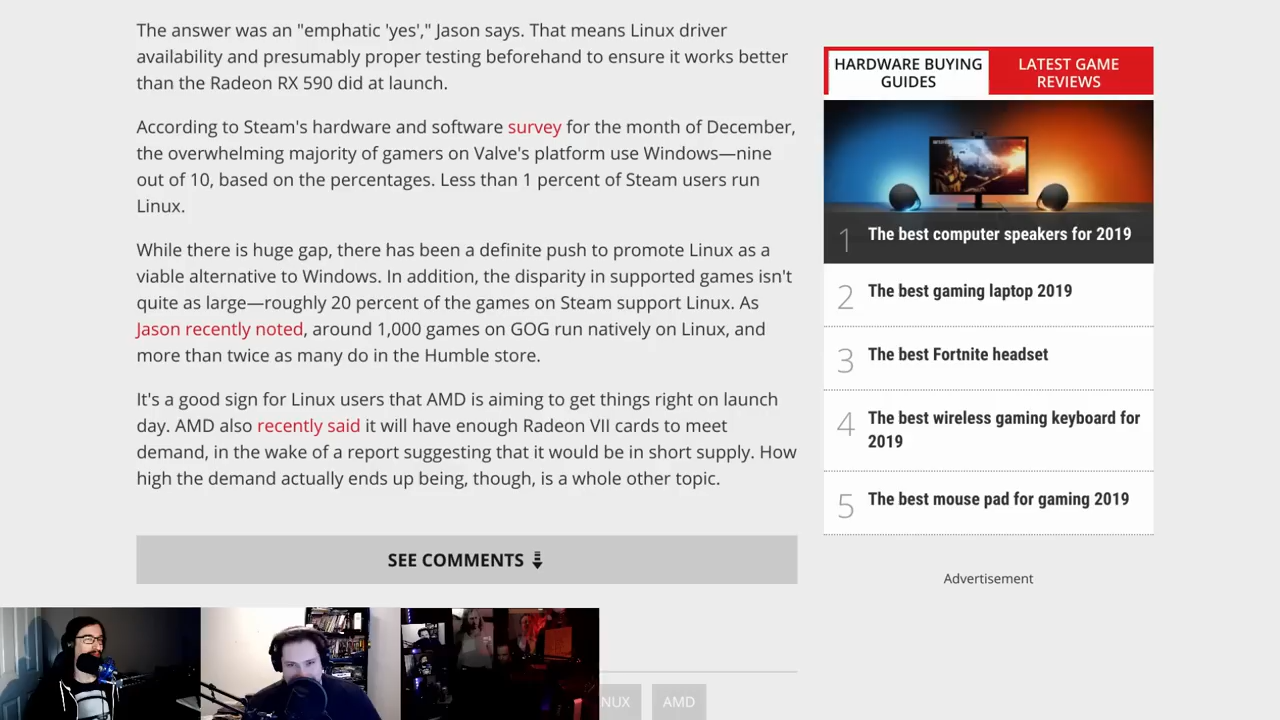 The answer was an "emphatic 'yes'," Jason says. That means Linux driver
availability and presumably proper testing beforehand to ensure it works better
than the Radeon RX 590 did at launch.
According to Steam's hardware and software survey for the month of December,
the overwhelming majority of gamers on Valve's platform use Windows—nine
out of 10, based on the percentages. Less than 1 percent of Steam users run
Linux.
While there is huge gap, there has been a definite push to promote Linux as a
viable alternative to Windows. In addition, the disparity in supported games isn't
quite as large—roughly 20 percent of the games on Steam support Linux. As
Jason recently noted, around 1,000 games on GOG run natively on Linux, and
more than twice as many do in the Humble store.
It's a good sign for Linux users that AMD is aiming to get things right on launch
day. AMD also recently said it will have enough Radeon VII cards to meet
demand, in the wake of a report suggesting that it would be in short supply. How
high the demand actually ends up being, though, is a whole other topic.
SEE COMMENTS
NUX
AMD
HARDWARE BUYING
GUIDES
LATEST GAME
REVIEWS
1 The best computer speakers for 2019
2 The best gaming laptop 2019
3 The best Fortnite headset
4 The best wireless gaming keyboard for
2019
5 The best mouse pad for gaming 2019
Advertisement